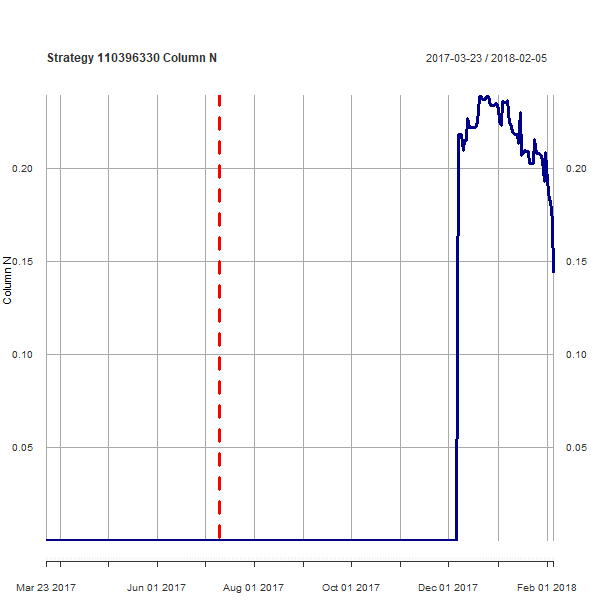 Strategy 110396330 Column N
2017-03-23 / 2018-02-05
0.20
0.20
0.15
0.15
Column N
0.10
0.10
0.05
0.05
Mar 23 2017
Jun 01 2017
Aug 01 2017
Oct 01 2017
Dec 01 2017
Feb 01 2018